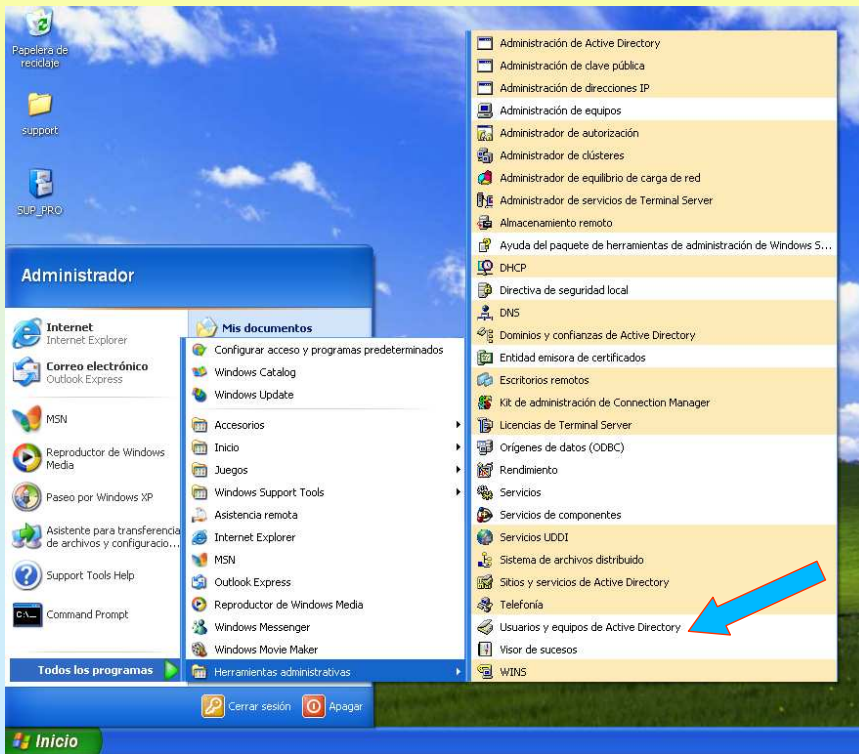 Papelera de
reciclaje
support
SUP_PRO
Administrador
Internet
Internet Explorer
Correo electrónico
Outlook Express
MSN
Reproductor de Windows
Media
Paseo por Windows XP
Asistente para transferencia
de archivos y configuracio...
Support Tools Help
Command Prompt
Todos los programas
Mis documentos
Configurar acceso y programas predeterminados
Windows Catalog
Windows Update
Accesorios
Inicio
Juegos
Windows Support Tools
Asistencia remota
Internet Explorer
MSN
Outlook Express
Reproductor de Windows Media
Windows Messenger
Windows Movie Maker
Herramientas administrativas
Administración de Active Directory
Administración de clave pública
Administración de direcciones IP
Administración de equipos
Administrador de autorización
Administrador de clústeres
Administrador de equilibrio de carga de red
Administrador de servicios de Terminal Server
Almacenamiento remoto
Ayuda del paquete de herramientas de administración de Windows S...
DHCP
Directiva de seguridad local
DNS
Dominios y confianzas de Active Directory
Entidad emisora de certificados
Escritorios remotos
Kit de administración de Connection Manager
Licencias de Terminal Server
Orígenes de datos (ODBC)
Rendimiento
Servicios
Servicios de componentes
Servicios UDDI
Sistema de archivos distribuido
Sitios y servicios de Active Directory
Telefonía
Usuarios y equipos de Active Directory
Visor de sucesos
WINS
Cerrar sesión
Apagar
Inicio